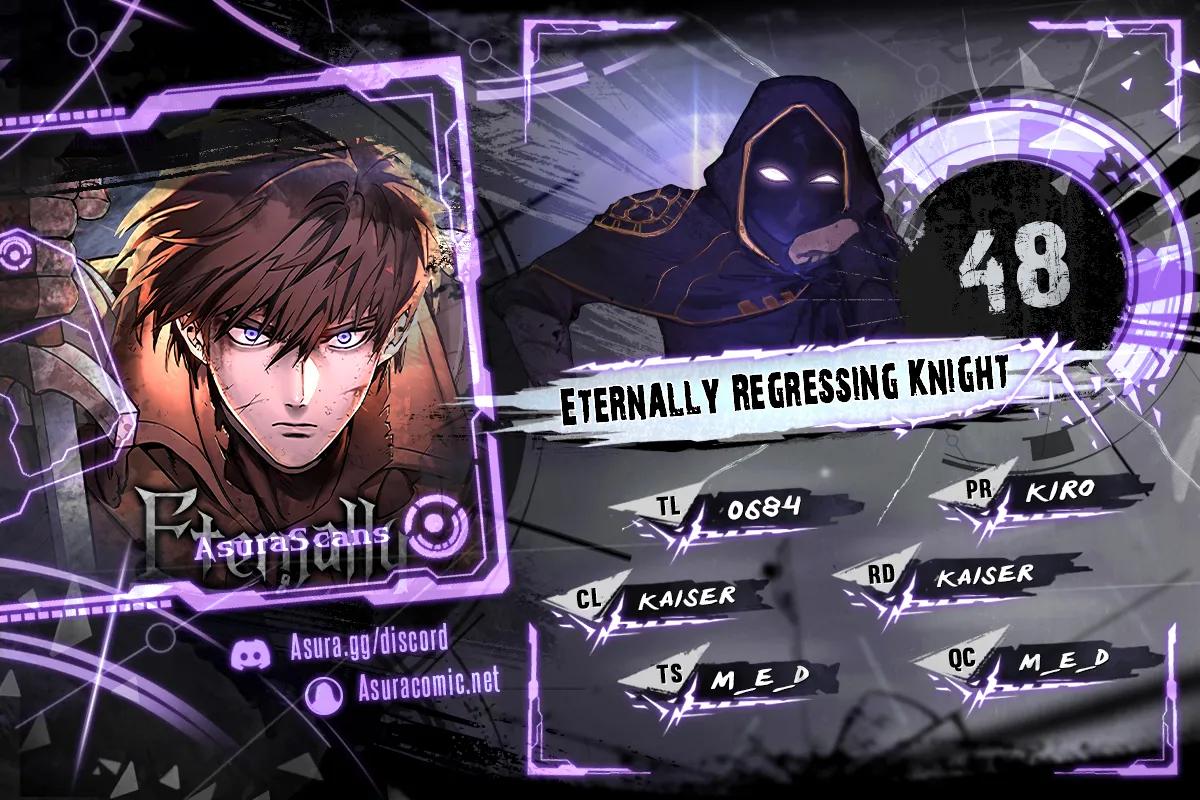 48
Eternally Regressing Knight
TL 0684
PR KIRO
CL KAISER
RD KAISER
TS M_E_D
QC M_E_D
Eternally
AsuraScans
Asura.gg/discord
Asuracomic.net